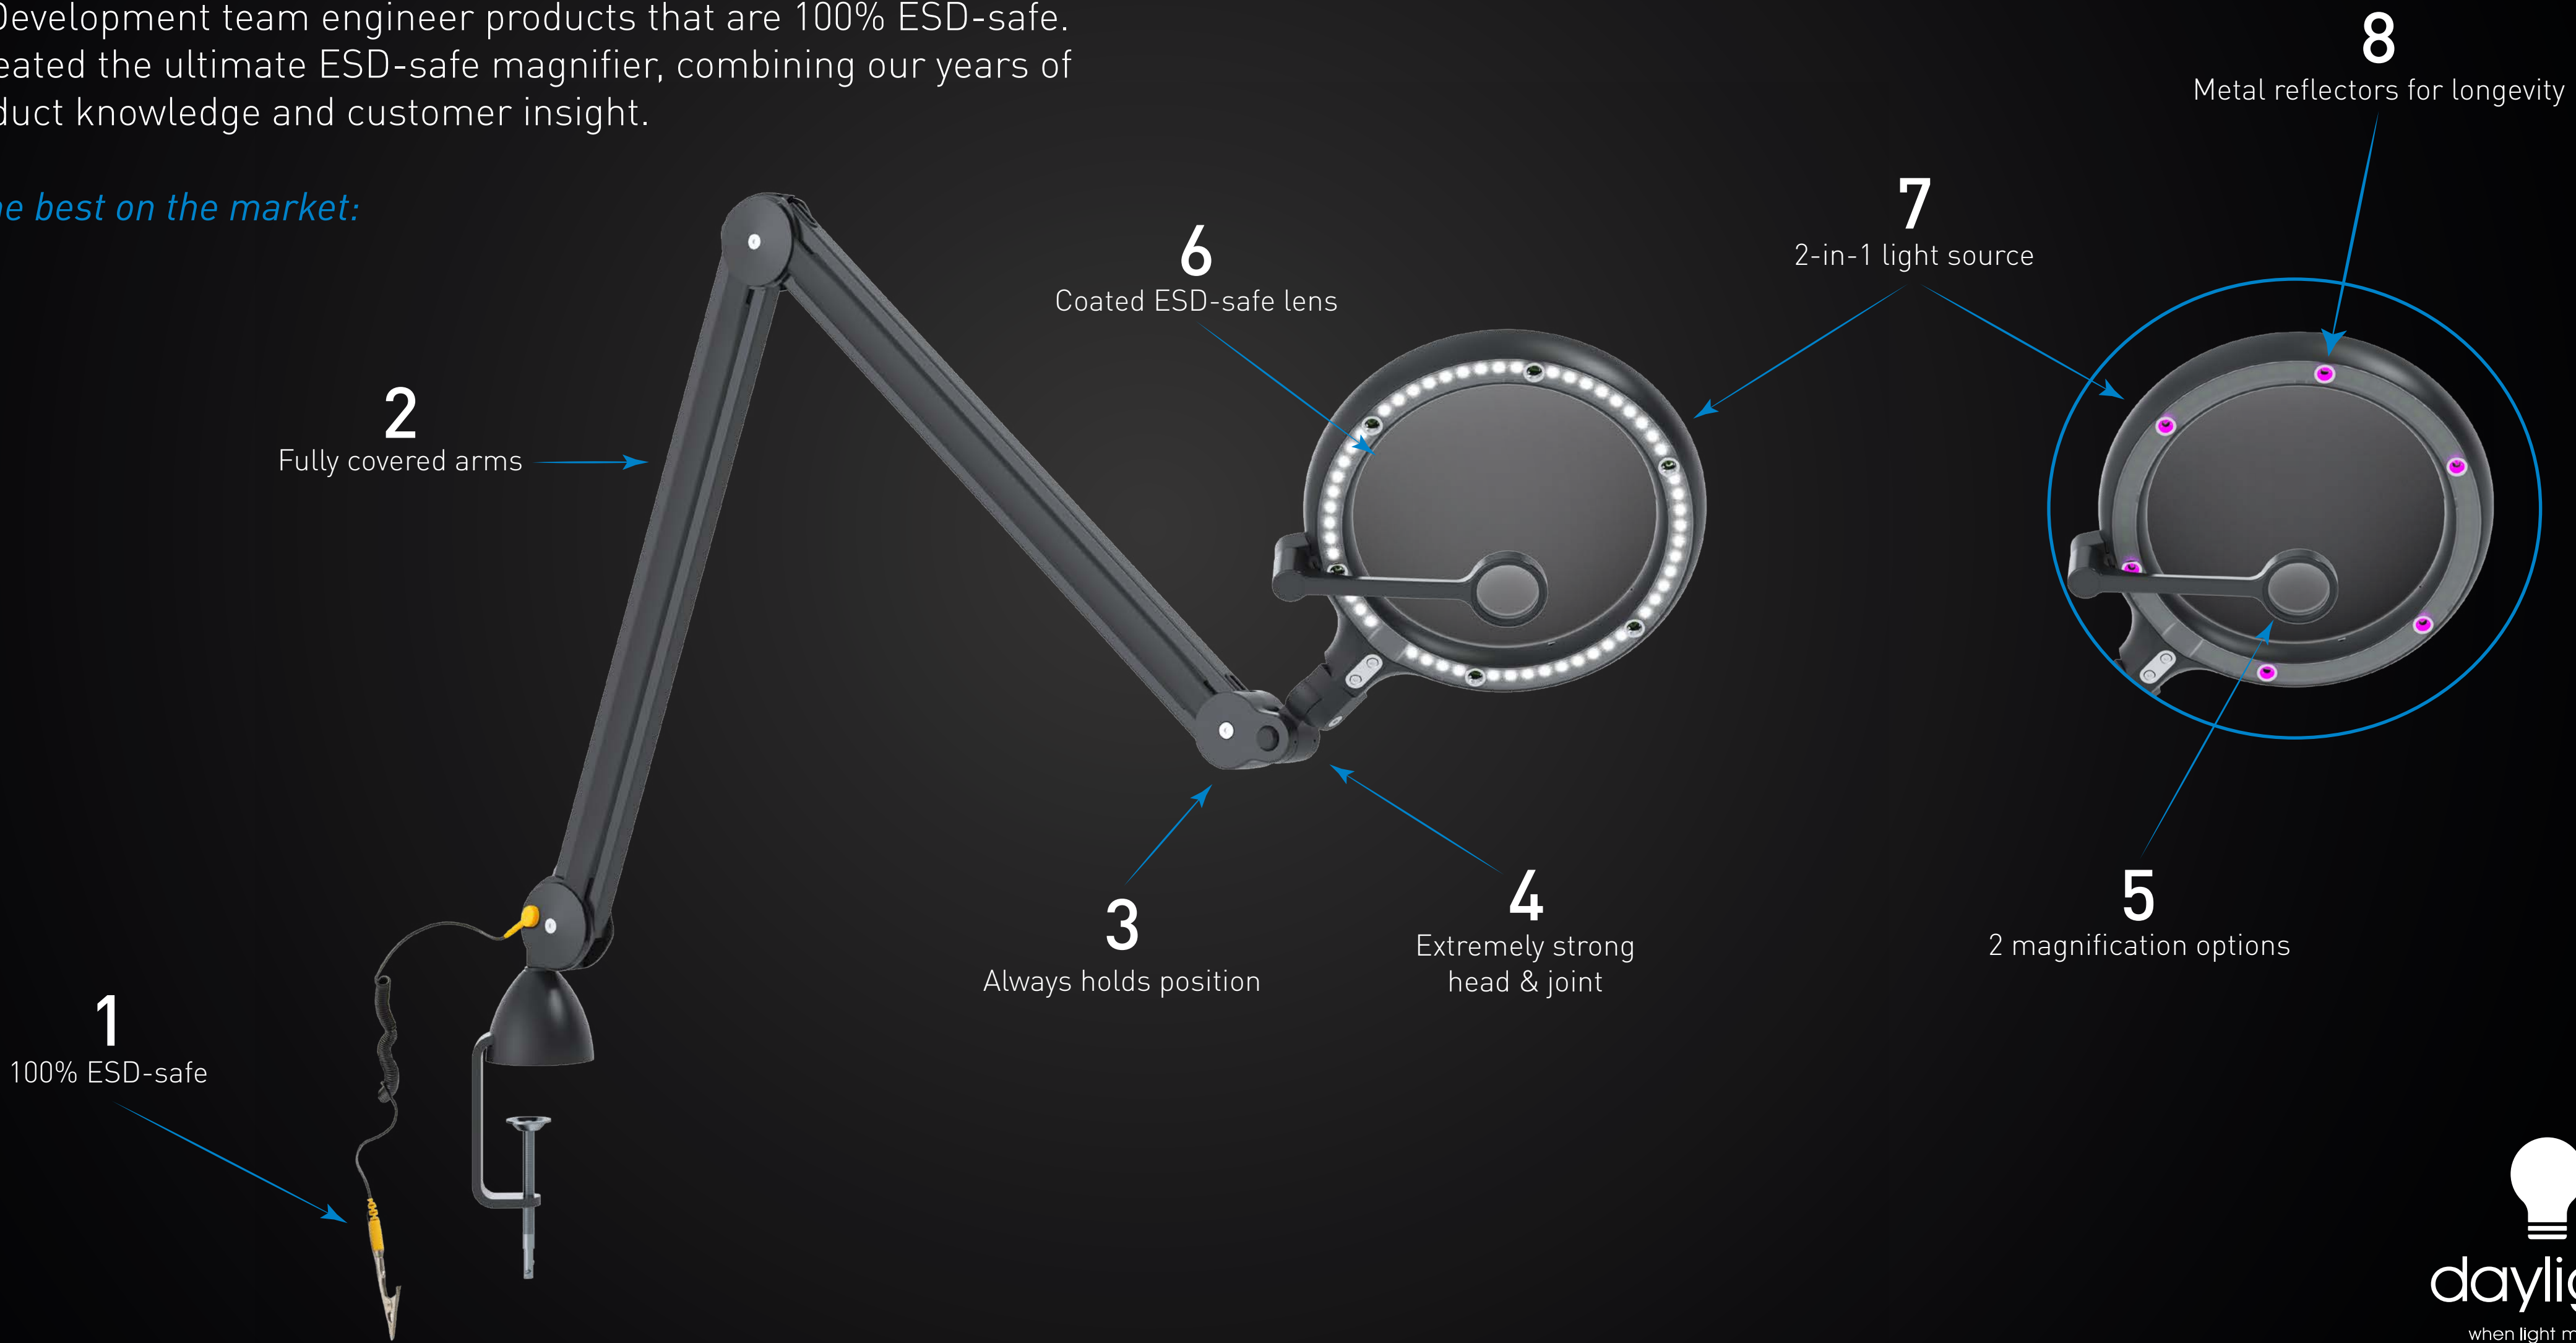 Development team engineer products that are 100% ESD-safe.
eated the ultimate ESD-safe magnifier, combining our years of
duct knowledge and customer insight.
e best on the market:
8
Metal reflectors for longevity
7
2-in-1 light source
6
Coated ESD-safe lens
2
Fully covered arms
3
Always holds position
4
Extremely strong
head & joint
5
2 magnification options
1
100% ESD-safe
daylig
when light m